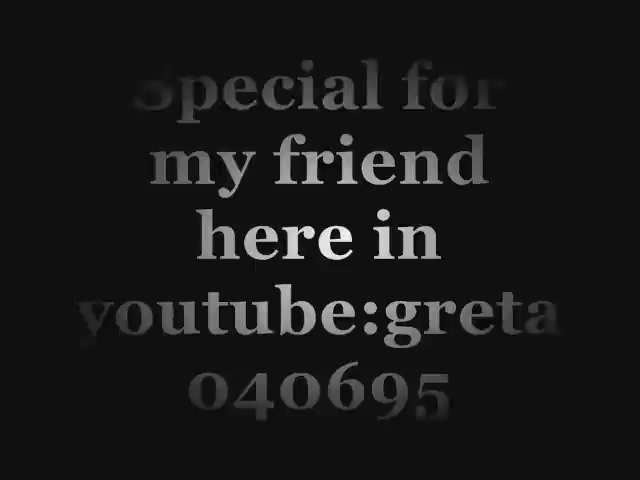 Special for
my friend
here in
youtube:greta
040695